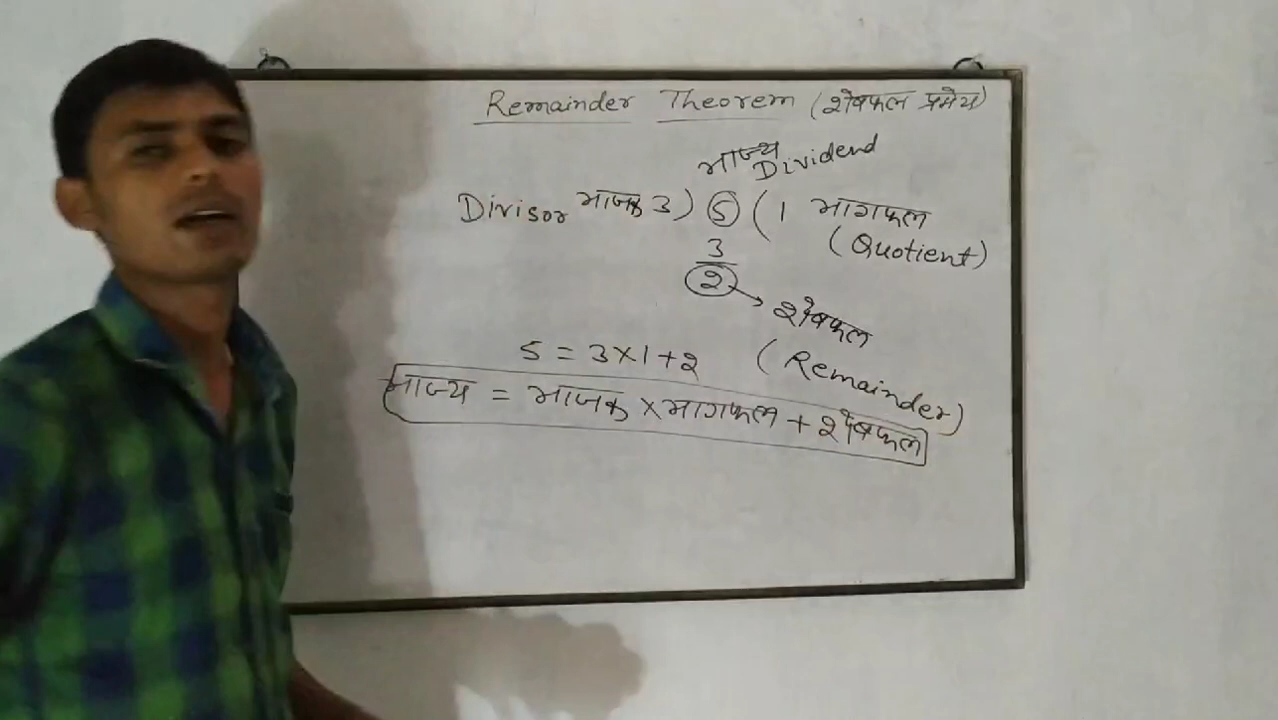 Remainder Theorem (शेषफल प्रमेय)
भाज्य
Dividend
Divisor भाजक 3) 5 (1 भागफल
(Quotient)
3
2
शेषफल
(Remainder)
5 = 3×1+2
भाज्य = भाजक × भागफल + शेषफल